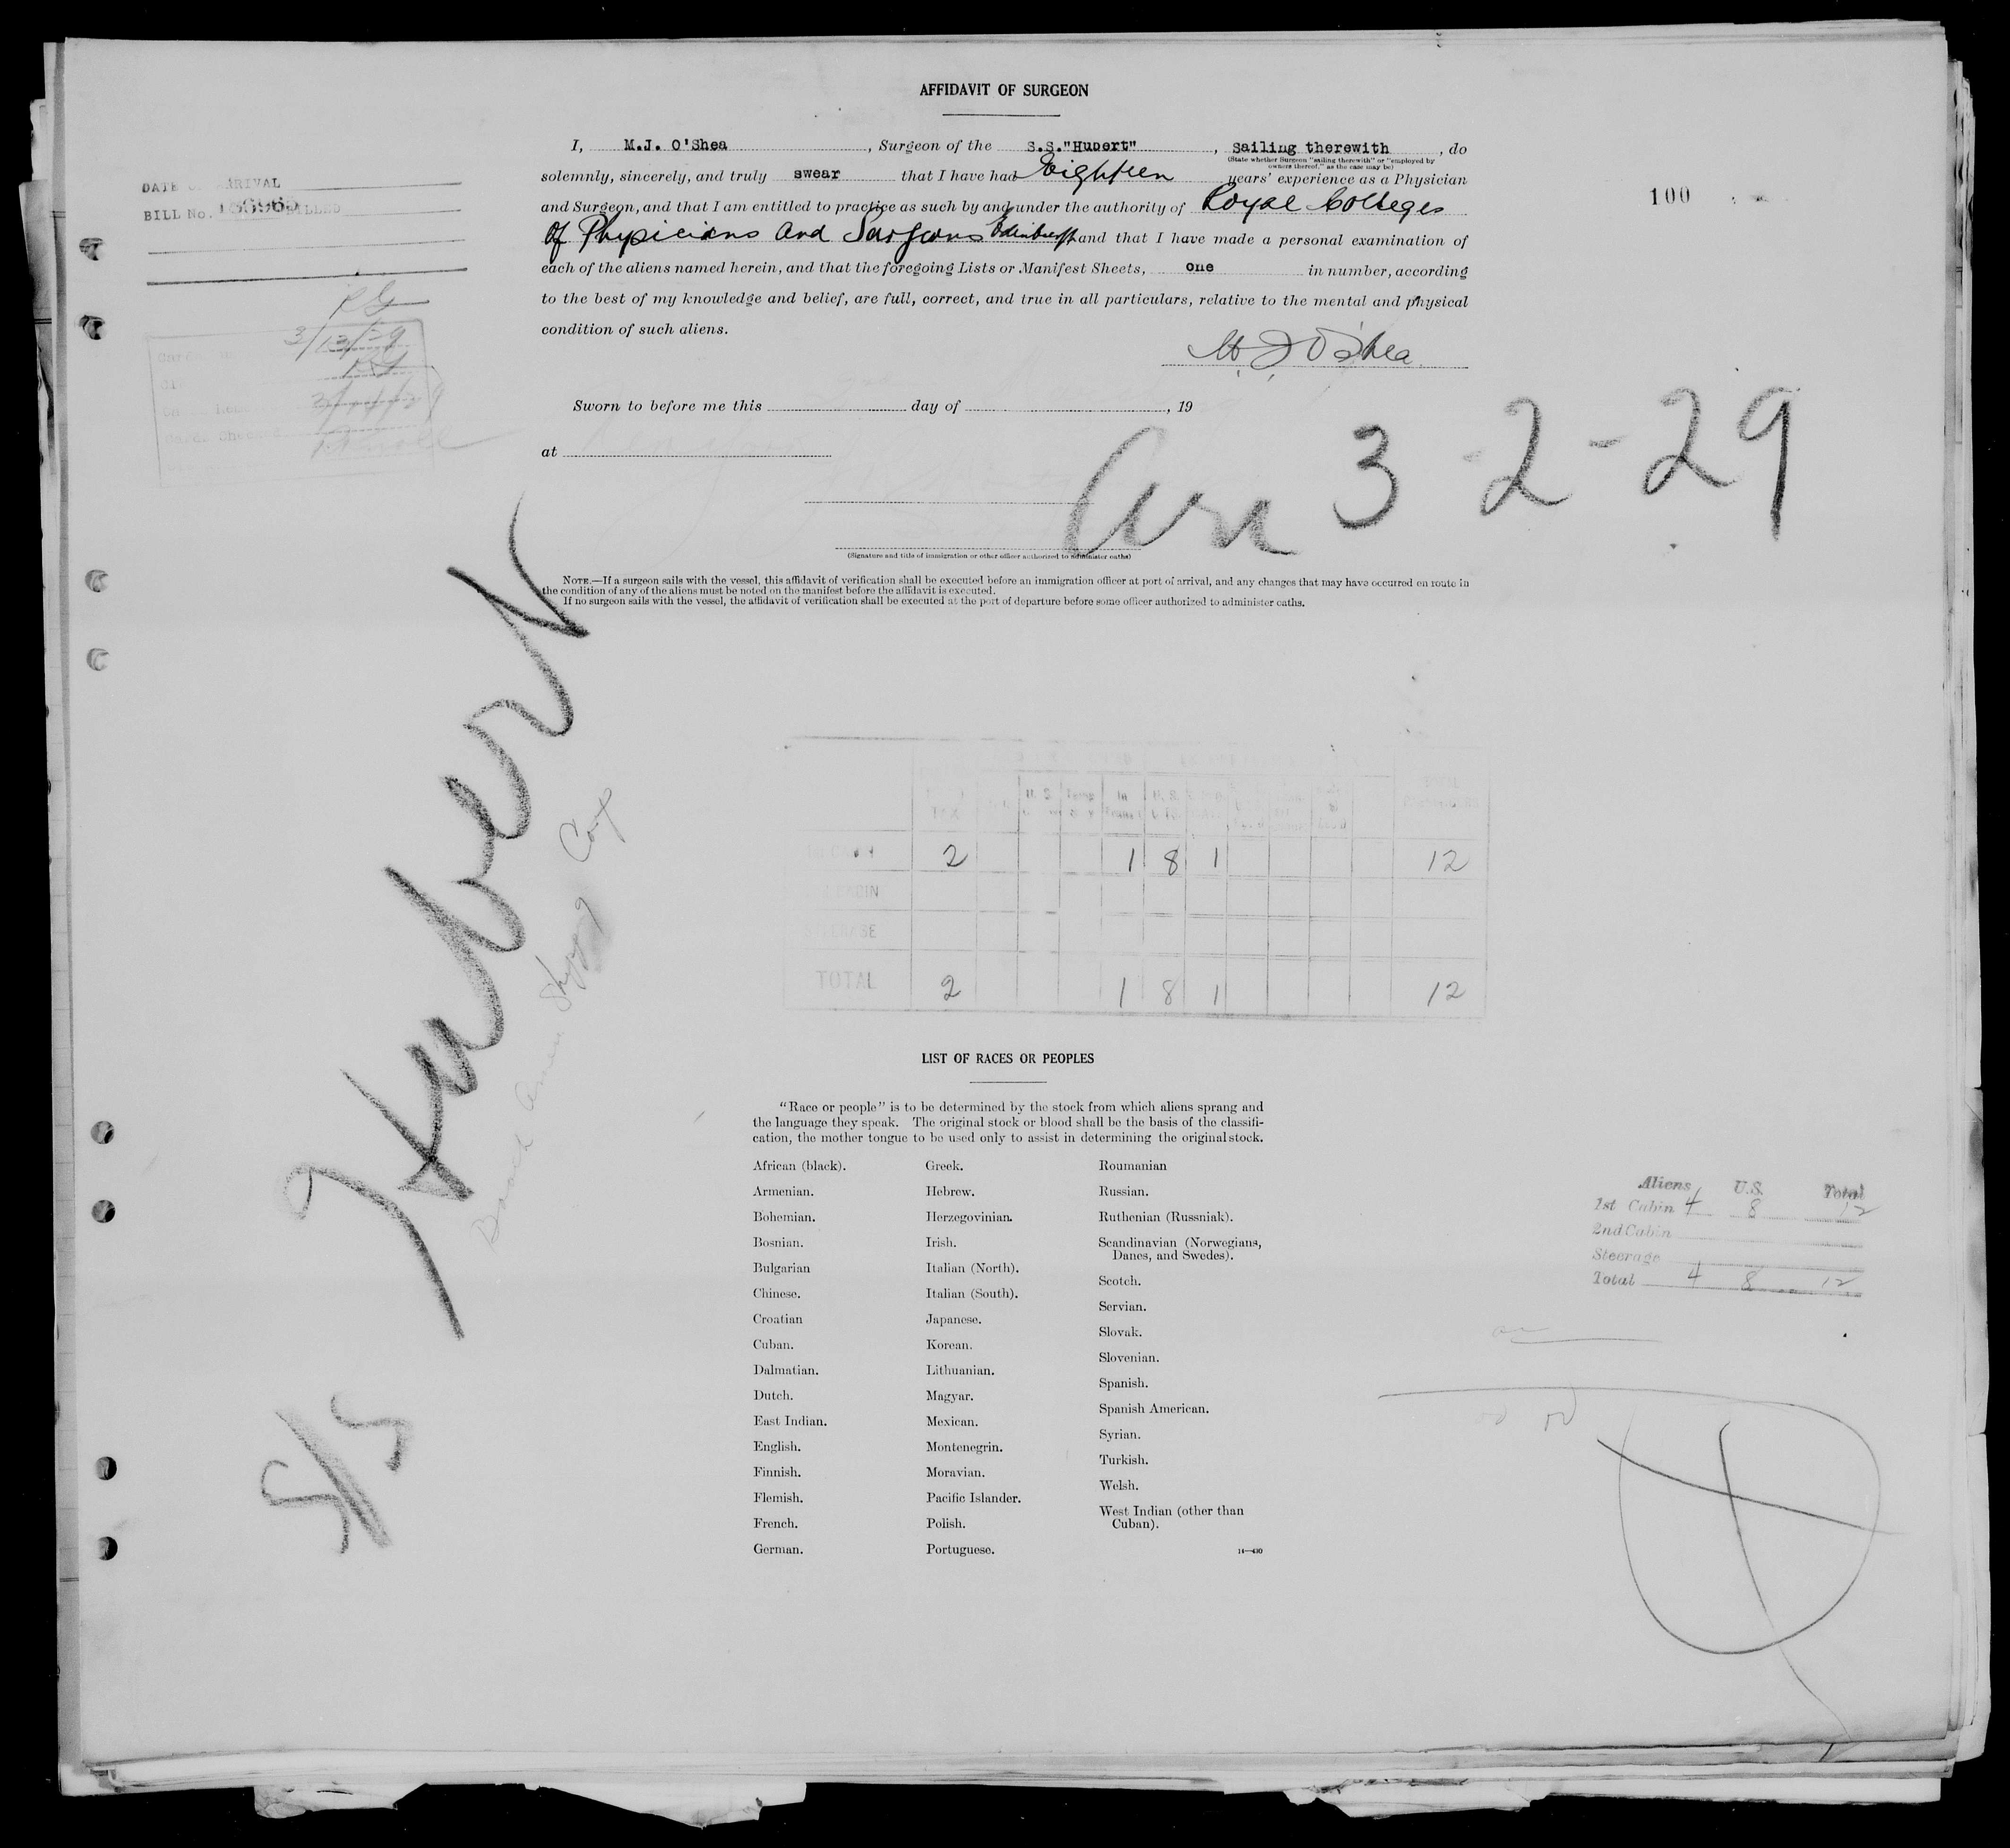 AFFIDAVIT OF SURGEON
I, M.J. O'Shea, Surgeon of the S.S."Hubert", sailing therewith, do
(State whether Surgeon "sailing therewith" or "employed by
owners thereof," as the case may be)
solemnly, sincerely, and truly swear that I have had Eighteen years' experience as a Physician
and Surgeon, and that I am entitled to practice as such by and under the authority of Royal Colleges
Of Physicians And Surgeons Edinburgh and that I have made a personal examination of
each of the aliens named herein, and that the foregoing Lists or Manifest Sheets, one in number, according
to the best of my knowledge and belief, are full, correct, and true in all particulars, relative to the mental and physical
condition of such aliens.
M J O'Shea
DATE OF ARRIVAL
BILL No.
100
RG
3/13/29
RG
Sworn to before me this day of , 19
at
Arr 3-2-29
(Signature and title of immigration or other officer authorized to administer oaths)
NOTE.—If a surgeon sails with the vessel, this affidavit of verification shall be executed before an immigration officer at port of arrival, and any changes that may have occurred en route in
the condition of any of the aliens must be noted on the manifest before the affidavit is executed.
If no surgeon sails with the vessel, the affidavit of verification shall be executed at the port of departure before some officer authorized to administer oaths.
S/S Hubert
TAX U.S.
2 1 8 1 12
TOTAL 2 1 8 1 12
LIST OF RACES OR PEOPLES
"Race or people" is to be determined by the stock from which aliens sprang and
the language they speak. The original stock or blood shall be the basis of the classifi-
cation, the mother tongue to be used only to assist in determining the original stock.
African (black).
Armenian.
Bohemian.
Bosnian.
Bulgarian
Chinese.
Croatian
Cuban.
Dalmatian.
Dutch.
East Indian.
English.
Finnish.
Flemish.
French.
German.
Greek.
Hebrew.
Herzegovinian.
Irish.
Italian (North).
Italian (South).
Japanese.
Korean.
Lithuanian.
Magyar.
Mexican.
Montenegrin.
Moravian.
Pacific Islander.
Polish.
Portuguese.
Roumanian
Russian.
Ruthenian (Russniak).
Scandinavian (Norwegians,
Danes, and Swedes).
Scotch.
Servian.
Slovak.
Slovenian.
Spanish.
Spanish American.
Syrian.
Turkish.
Welsh.
West Indian (other than
Cuban).
14—430
Aliens U.S. Total
1st Cabin 4 8 12
2nd Cabin
Steerage
Total 4 8 12